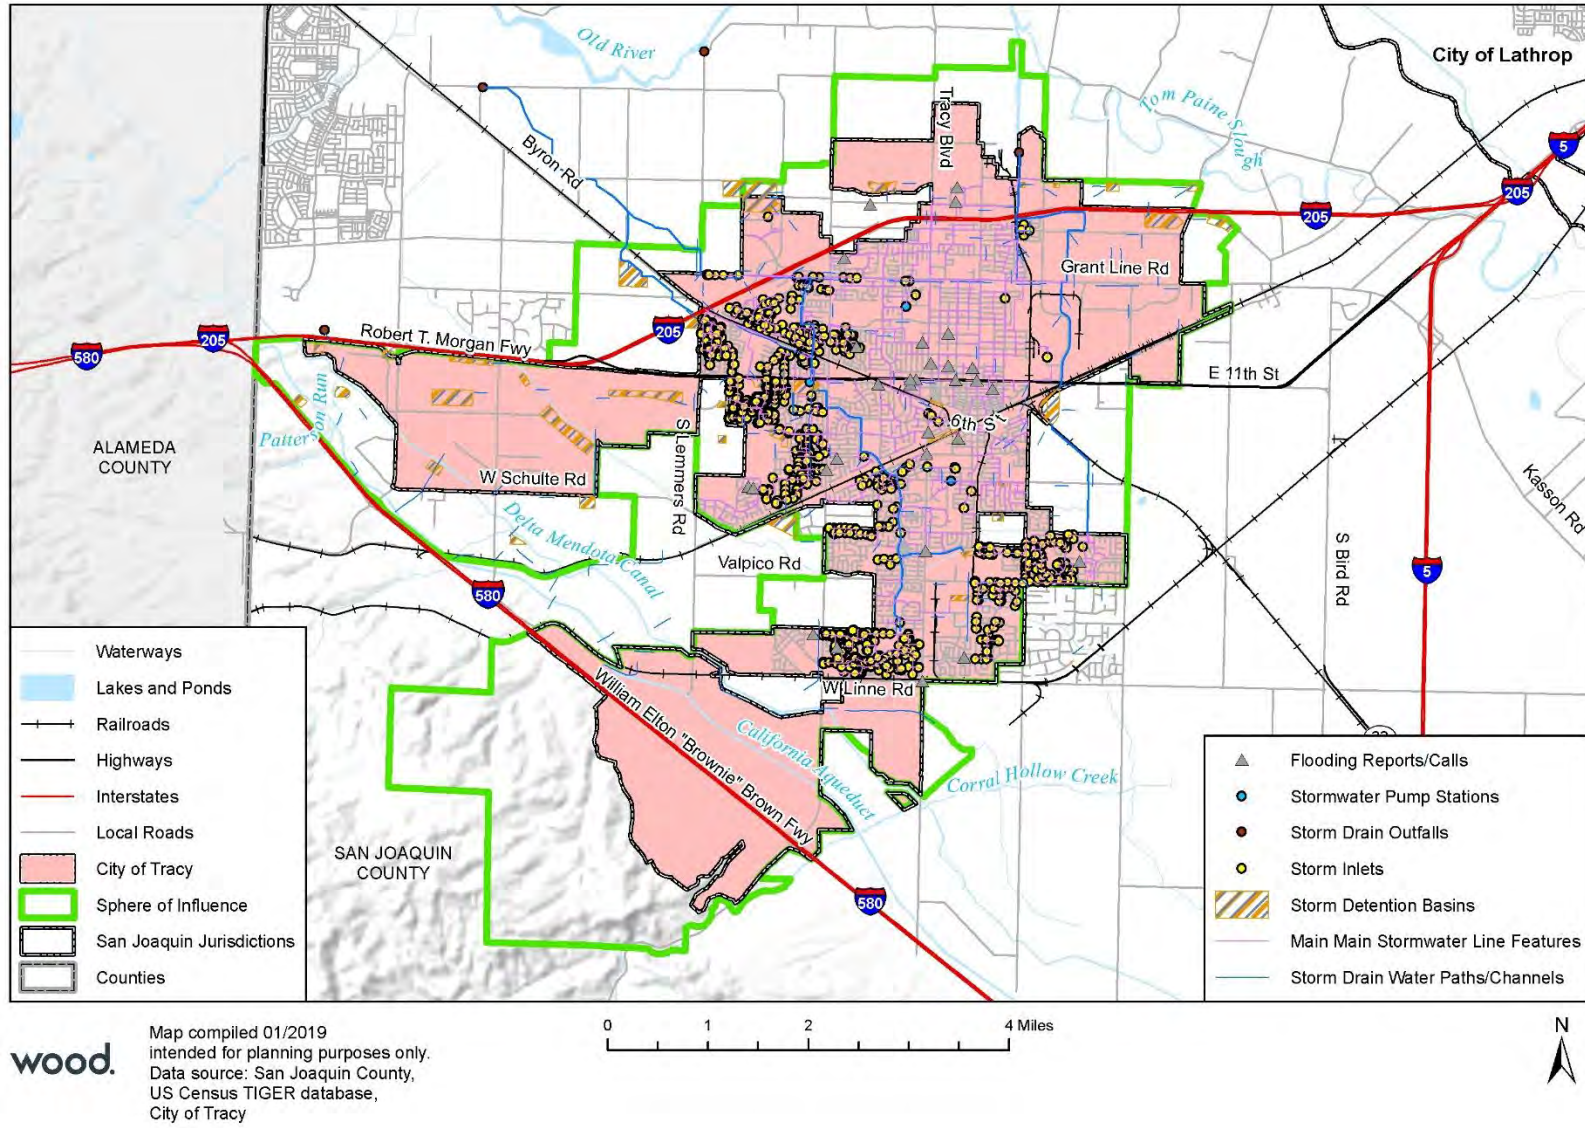 Old River
City of Lathrop
Tom Paine Slough
Tracy Blvd
Byron Rd
5
205
205
Grant Line Rd
205
205
580
Robert T. Morgan Fwy
E 11th St
Patterson Run
6th St
ALAMEDA
COUNTY
S Lemmers Rd
W Schulte Rd
Kasson Rd
Delta Mendota Canal
S Bird Rd
Valpico Rd
5
580
W Linne Rd
William Elton "Brownie" Brown Fwy
California Aqueduct
Corral Hollow Creek
SAN JOAQUIN
COUNTY
580
Waterways
Lakes and Ponds
Railroads
Highways
Interstates
Local Roads
City of Tracy
Sphere of Influence
San Joaquin Jurisdictions
Counties
Flooding Reports/Calls
Stormwater Pump Stations
Storm Drain Outfalls
Storm Inlets
Storm Detention Basins
Main Main Stormwater Line Features
Storm Drain Water Paths/Channels
wood.
Map compiled 01/2019
intended for planning purposes only.
Data source: San Joaquin County,
US Census TIGER database,
City of Tracy
0 1 2 4 Miles
N